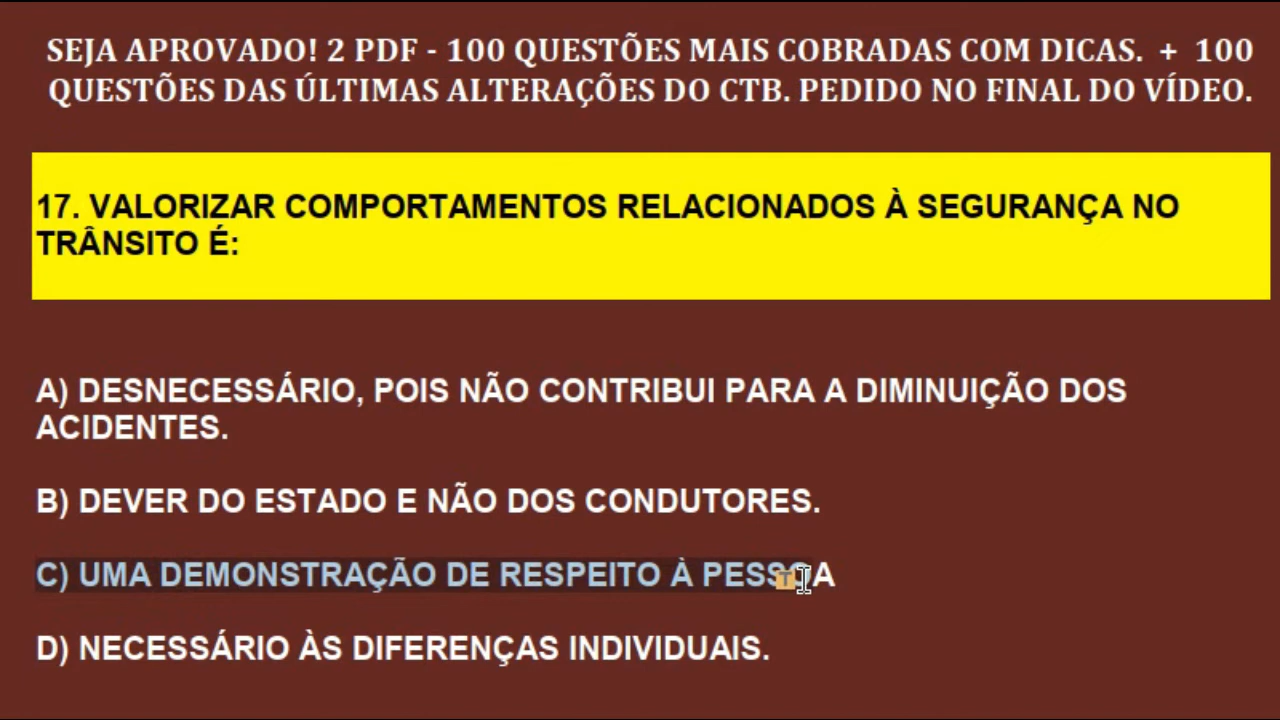 SEJA APROVADO! 2 PDF - 100 QUESTÕES MAIS COBRADAS COM DICAS. + 100
QUESTÕES DAS ÚLTIMAS ALTERAÇÕES DO CTB. PEDIDO NO FINAL DO VÍDEO.
17. VALORIZAR COMPORTAMENTOS RELACIONADOS À SEGURANÇA NO
TRÂNSITO É:
A) DESNECESSÁRIO, POIS NÃO CONTRIBUI PARA A DIMINUIÇÃO DOS
ACIDENTES.
B) DEVER DO ESTADO E NÃO DOS CONDUTORES.
C) UMA DEMONSTRAÇÃO DE RESPEITO À PESSOA
D) NECESSÁRIO ÀS DIFERENÇAS INDIVIDUAIS.